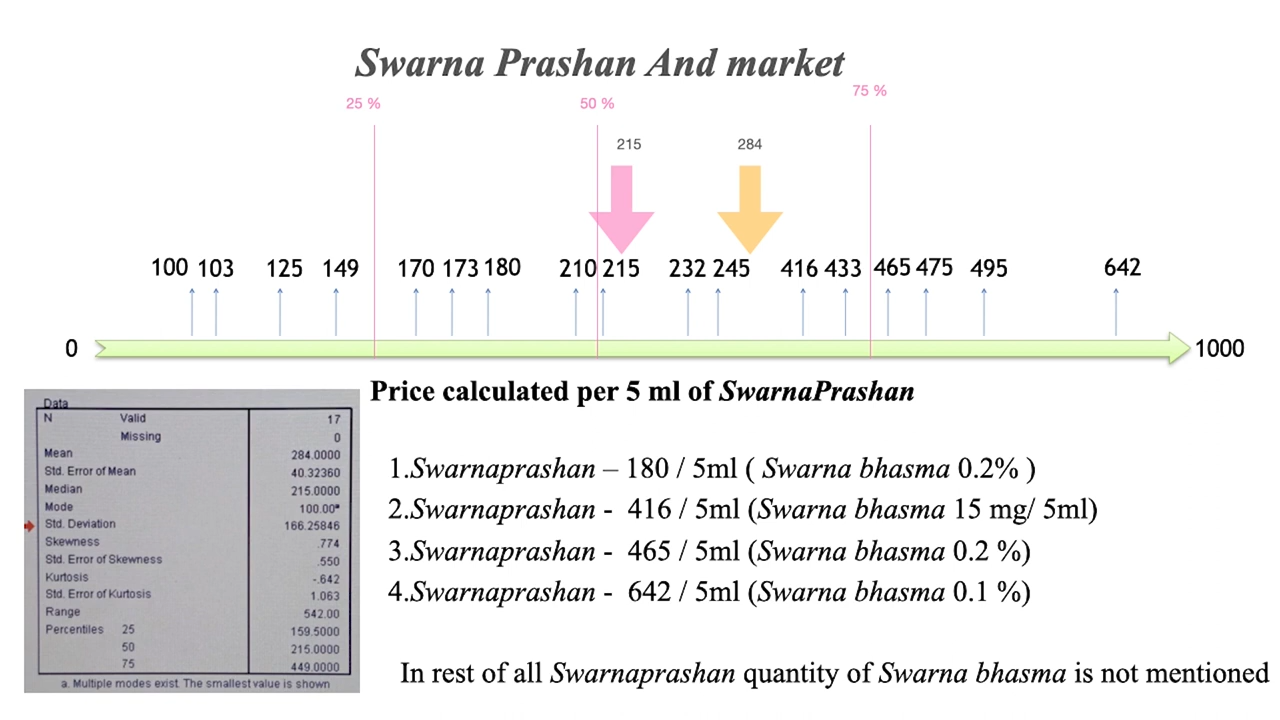 Swarna Prashan And market
25 % 50 % 75 %
215 284
100 103 125 149 170 173 180 210 215 232 245 416 433 465 475 495 642
0 1000
Price calculated per 5 ml of SwarnaPrashan
Data
N Valid 17
Missing 0
Mean 284.0000
Std. Error of Mean 40.32360
Median 215.0000
Mode 100.00ᵃ
Std. Deviation 166.25846
Skewness .774
Std. Error of Skewness .550
Kurtosis -.642
Std. Error of Kurtosis 1.063
Range 542.00
Percentiles 25 159.5000
50 215.0000
75 449.0000
a. Multiple modes exist. The smallest value is shown
1.Swarnaprashan – 180 / 5ml ( Swarna bhasma 0.2% )
2.Swarnaprashan - 416 / 5ml (Swarna bhasma 15 mg/ 5ml)
3.Swarnaprashan - 465 / 5ml (Swarna bhasma 0.2 %)
4.Swarnaprashan - 642 / 5ml (Swarna bhasma 0.1 %)
In rest of all Swarnaprashan quantity of Swarna bhasma is not mentioned